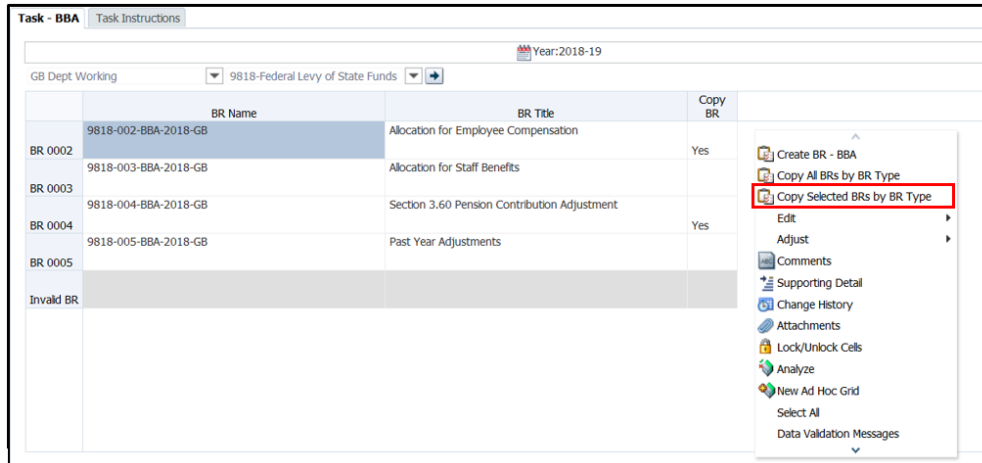 Task - BBA Task Instructions
Year:2018-19
GB Dept Working 9818-Federal Levy of State Funds
BR Name BR Title Copy BR
BR 0002 9818-002-BBA-2018-GB Allocation for Employee Compensation Yes
BR 0003 9818-003-BBA-2018-GB Allocation for Staff Benefits
BR 0004 9818-004-BBA-2018-GB Section 3.60 Pension Contribution Adjustment Yes
BR 0005 9818-005-BBA-2018-GB Past Year Adjustments
Invalid BR
Create BR - BBA
Copy All BRs by BR Type
Copy Selected BRs by BR Type
Edit
Adjust
Comments
Supporting Detail
Change History
Attachments
Lock/Unlock Cells
Analyze
New Ad Hoc Grid
Select All
Data Validation Messages